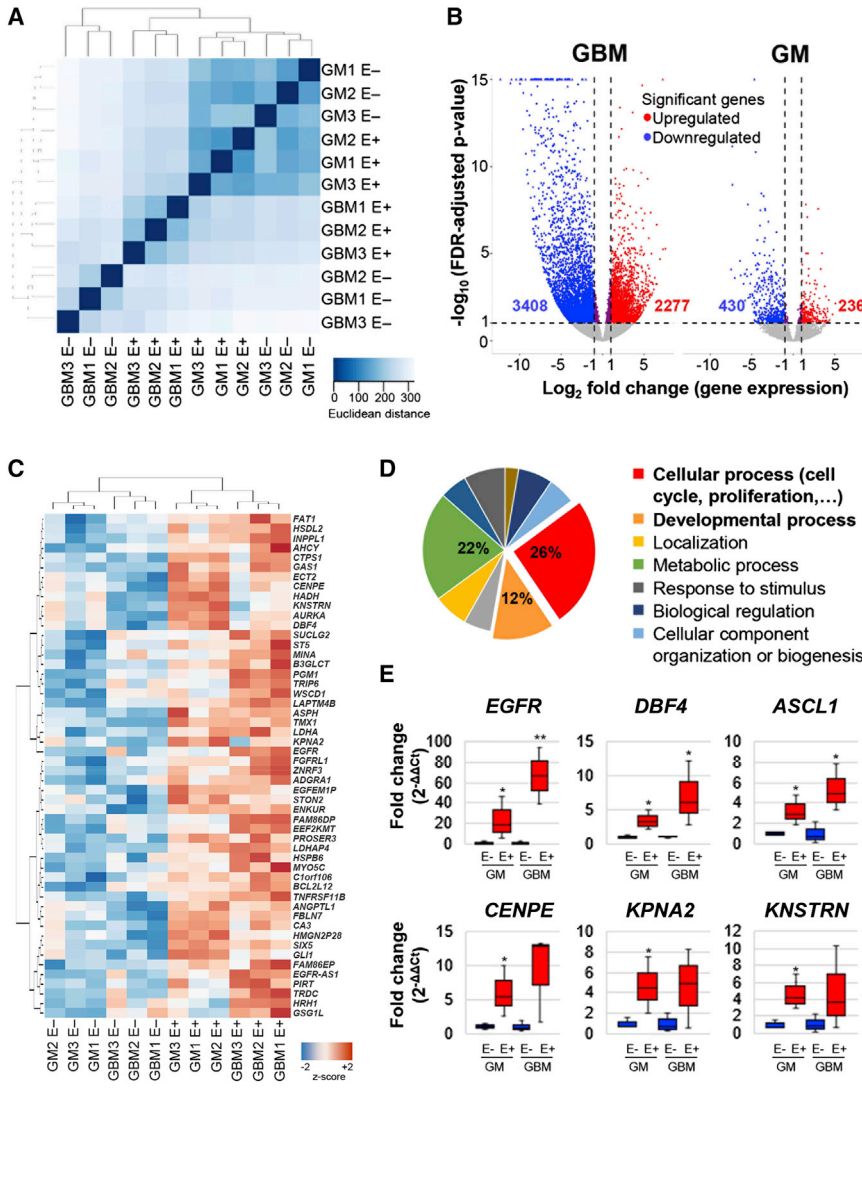 A
GM1 E–
GM2 E–
GM3 E–
GM2 E+
GM1 E+
GM3 E+
GBM1 E+
GBM2 E+
GBM3 E+
GBM2 E–
GBM1 E–
GBM3 E–
GBM3 E–
GBM1 E–
GBM2 E–
GBM3 E+
GBM2 E+
GBM1 E+
GM3 E+
GM1 E+
GM2 E+
GM3 E–
GM2 E–
GM1 E–
0 100 200 300
Euclidean distance
B
GBM GM
Significant genes
Upregulated
Downregulated
-log10 (FDR-adjusted p-value)
15
10
5
1
0
3408 2277 430 236
-10 -5 -1 1 5 -10 -5 -1 1 5
Log2 fold change (gene expression)
C
FAT1
HSDL2
INPPL1
AHCY
CTPS1
GAS1
ECT2
CENPE
HADH
KNSTRN
AURKA
DBF4
SUCLG2
ST5
MINA
B3GLCT
PGM1
TRIP6
WSCD1
LAPTM4B
ASPH
TMX1
LDHA
KPNA2
EGFR
FGFRL1
ZNRF3
ADGRA1
EGFEM1P
STON2
ENKUR
FAM86DP
EEF2KMT
PROSER3
LDHAP4
HSPB6
MYO5C
C1orf106
BCL2L12
TNFRSF11B
ANGPTL1
FBLN7
CA3
HMGN2P28
SIX5
GLI1
FAM86EP
EGFR-AS1
PIRT
TRDC
HRH1
GSG1L
GM2 E–
GM3 E–
GM1 E–
GBM3 E–
GBM2 E–
GBM1 E–
GM3 E+
GM1 E+
GM2 E+
GBM3 E+
GBM2 E+
GBM1 E+
-2 +2
z-score
D
22%
26%
12%
Cellular process (cell
cycle, proliferation,...)
Developmental process
Localization
Metabolic process
Response to stimulus
Biological regulation
Cellular component
organization or biogenesis
E
EGFR DBF4 ASCL1
Fold change
(2-ΔΔCt)
100
80
60
40
20
0
* **
E- E+ E- E+
GM GBM
15
10
5
0
* *
E- E+ E- E+
GM GBM
10
8
6
4
2
0
* *
E- E+ E- E+
GM GBM
CENPE KPNA2 KNSTRN
Fold change
(2-ΔΔCt)
15
10
5
0
*
E- E+ E- E+
GM GBM
10
8
6
4
2
0
*
E- E+ E- E+
GM GBM
12
10
8
6
4
2
0
*
E- E+ E- E+
GM GBM